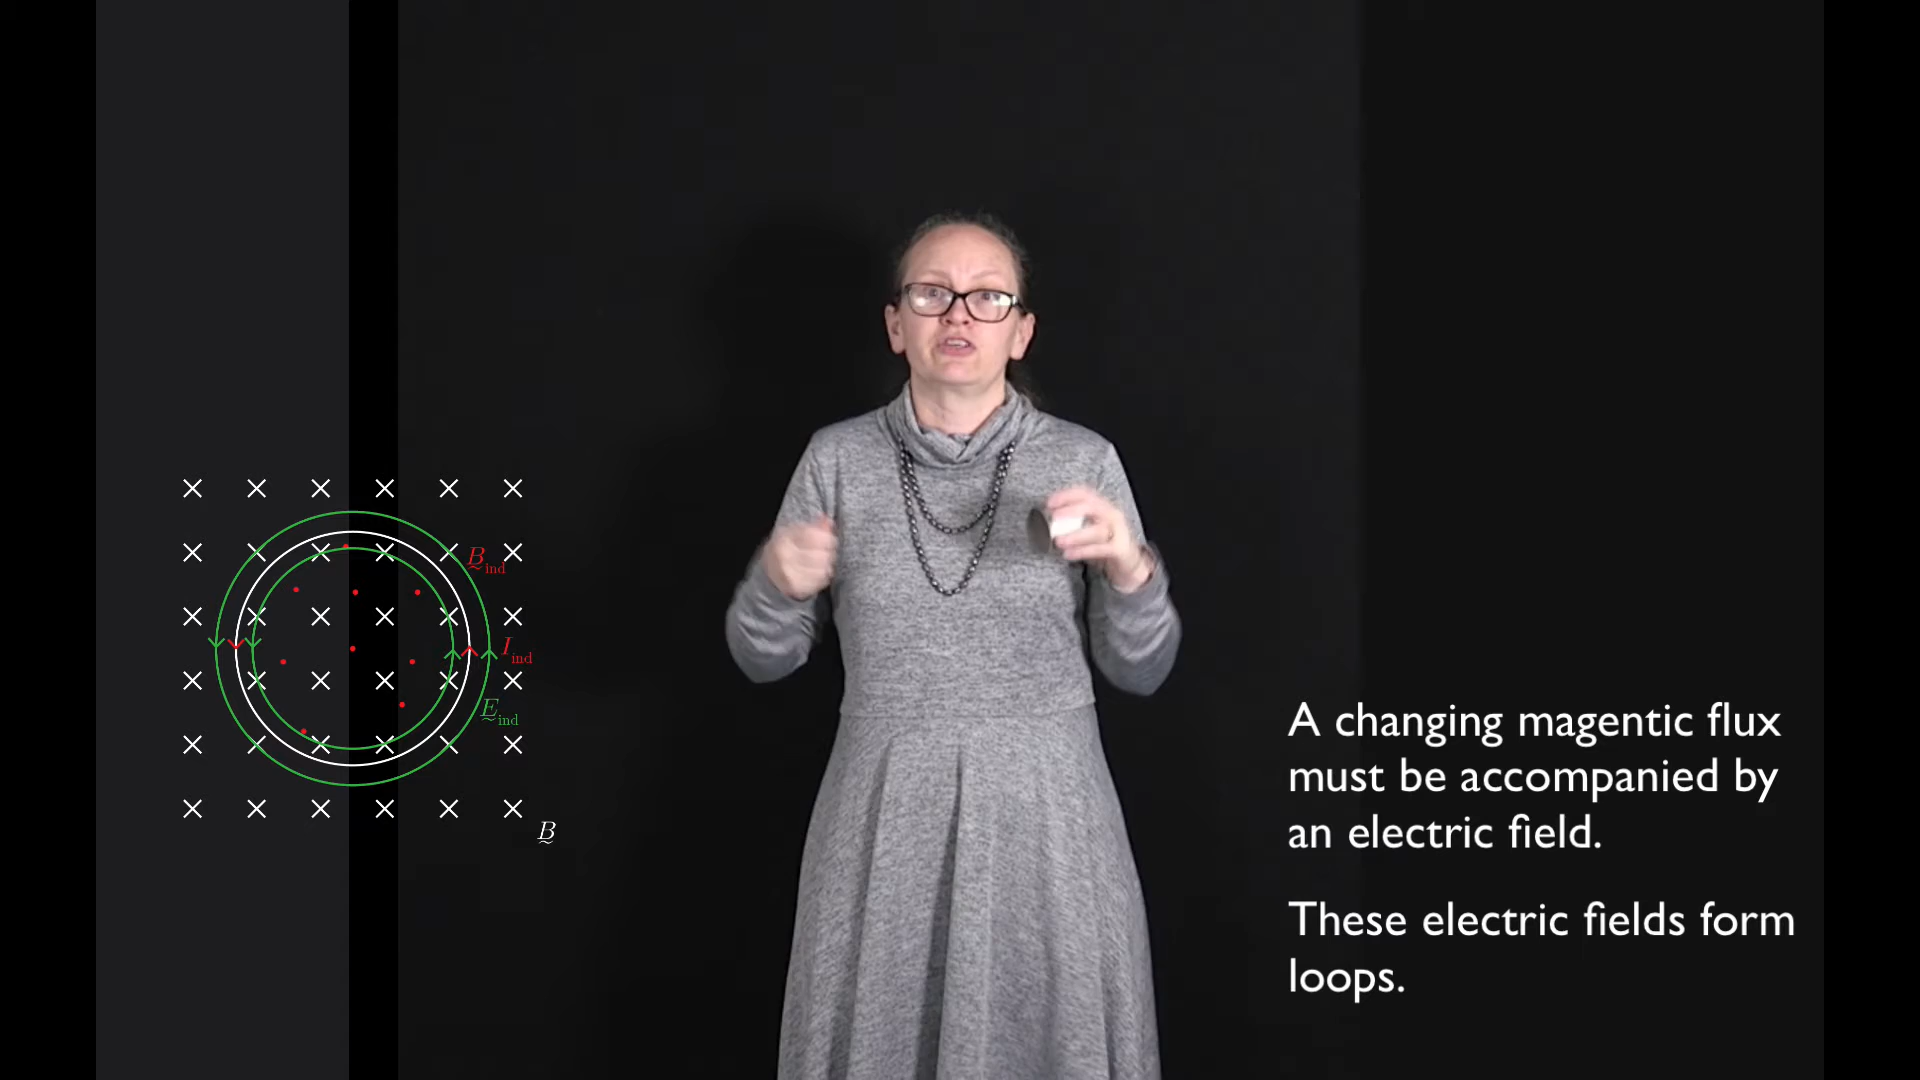 B ind
I ind
E ind
B
A changing magentic flux
must be accompanied by
an electric field.
These electric fields form
loops.